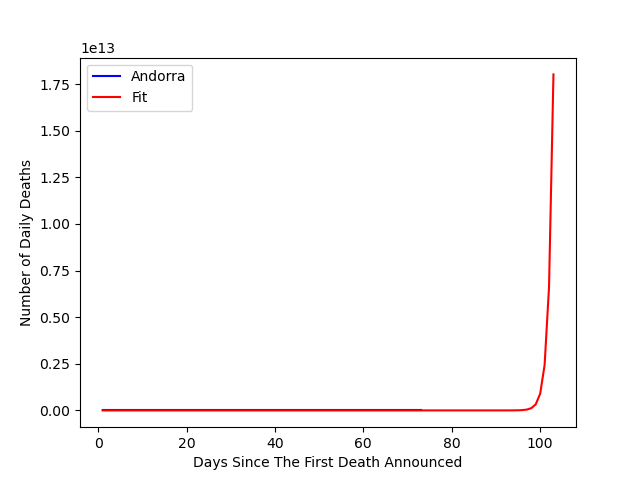 1e13
Andorra
Fit
1.75
1.50
1.25
1.00
0.75
0.50
0.25
0.00
Number of Daily Deaths
0 20 40 60 80 100
Days Since The First Death Announced